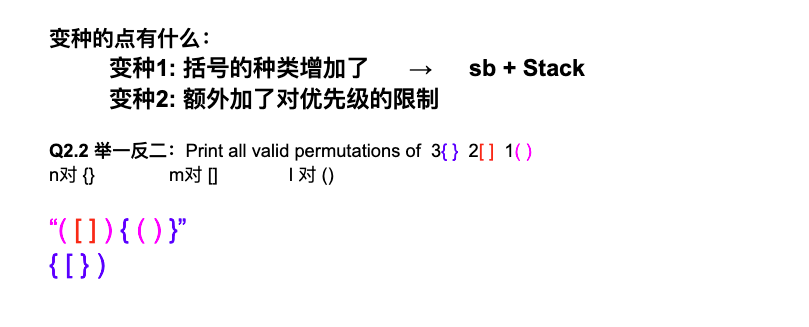 变种的点有什么：
变种1: 括号的种类增加了 → sb + Stack
变种2: 额外加了对优先级的限制
Q2.2 举一反二：Print all valid permutations of 3{ } 2[ ] 1( )
n对 {} m对 [] l 对 ()
“( [ ] ) { ( ) }”
{ [ } )